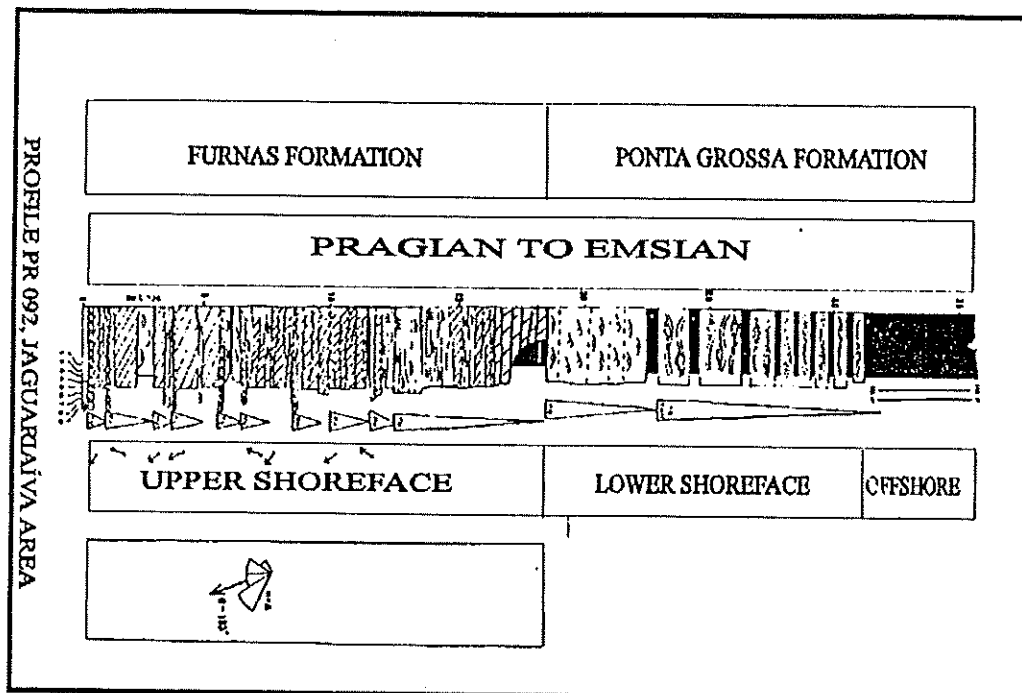 PROFILE PR 092, JAGUARIAÍVA AREA
FURNAS FORMATION
PONTA GROSSA FORMATION
PRAGIAN TO EMSIAN
UPPER SHOREFACE
LOWER SHOREFACE
OFFSHORE